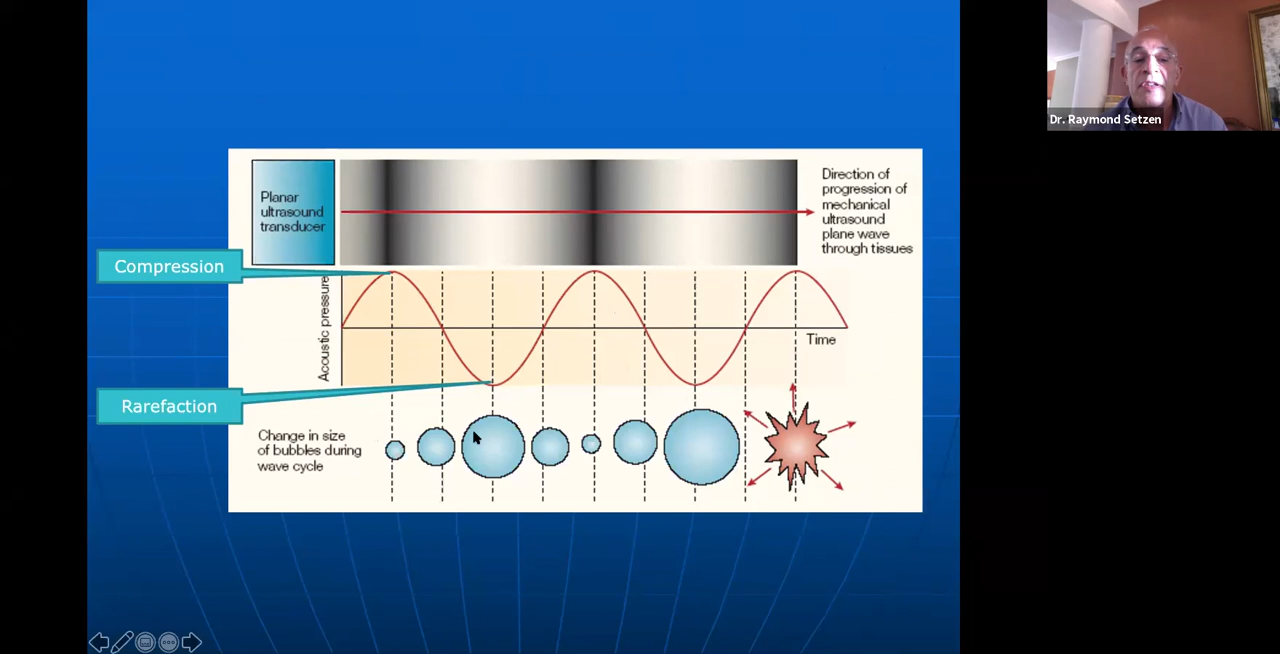 Dr. Raymond Setzen
Planar
ultrasound
transducer
Direction of
progression of
mechanical
ultrasound
plane wave
through tissues
Compression
Acoustic pressure
Time
Rarefaction
Change in size
of bubbles during
wave cycle